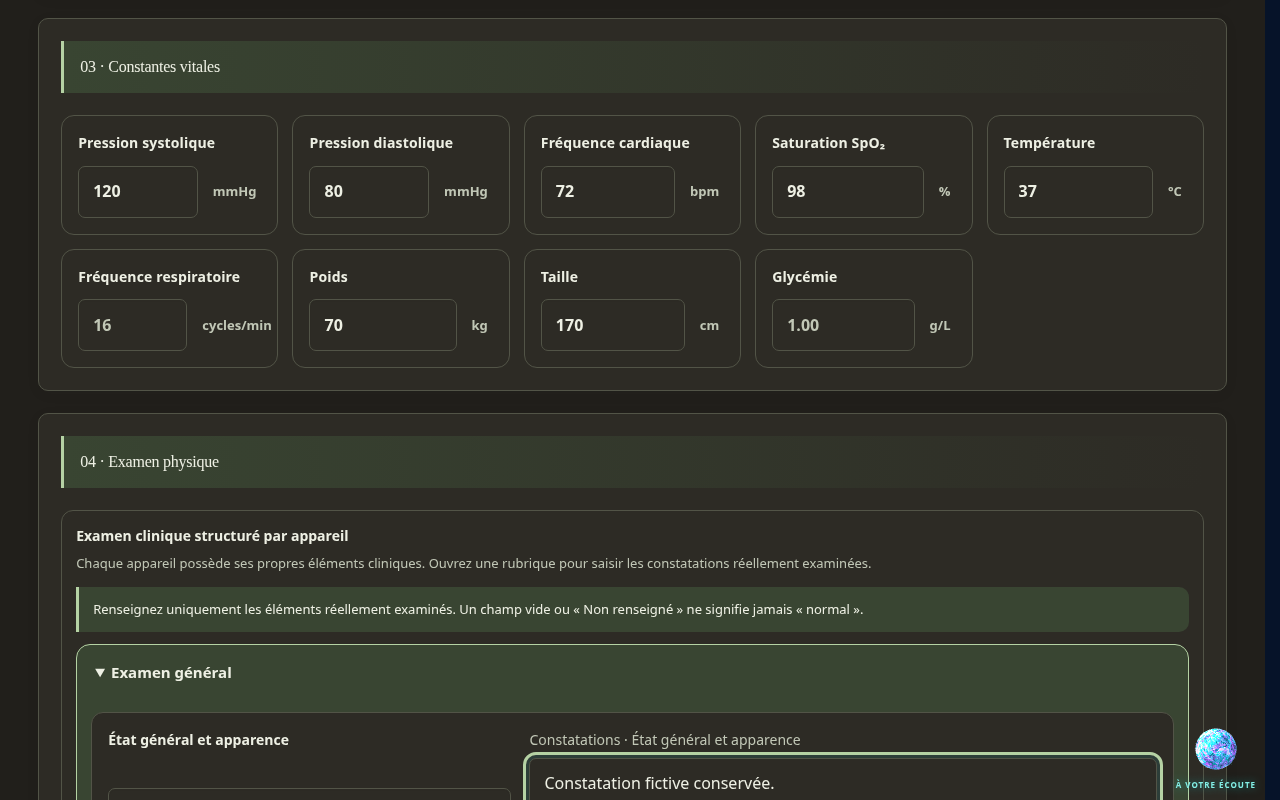 03 · Constantes vitales
Pression systolique
120 mmHg
Pression diastolique
80 mmHg
Fréquence cardiaque
72 bpm
Saturation SpO₂
98 %
Température
37 °C
Fréquence respiratoire
16 cycles/min
Poids
70 kg
Taille
170 cm
Glycémie
1.00 g/L
04 · Examen physique
Examen clinique structuré par appareil
Chaque appareil possède ses propres éléments cliniques. Ouvrez une rubrique pour saisir les constatations réellement examinées.
Renseignez uniquement les éléments réellement examinés. Un champ vide ou « Non renseigné » ne signifie jamais « normal ».
▼ Examen général
État général et apparence
Constatations · État général et apparence
Constatation fictive conservée.
À VOTRE ÉCOUTE